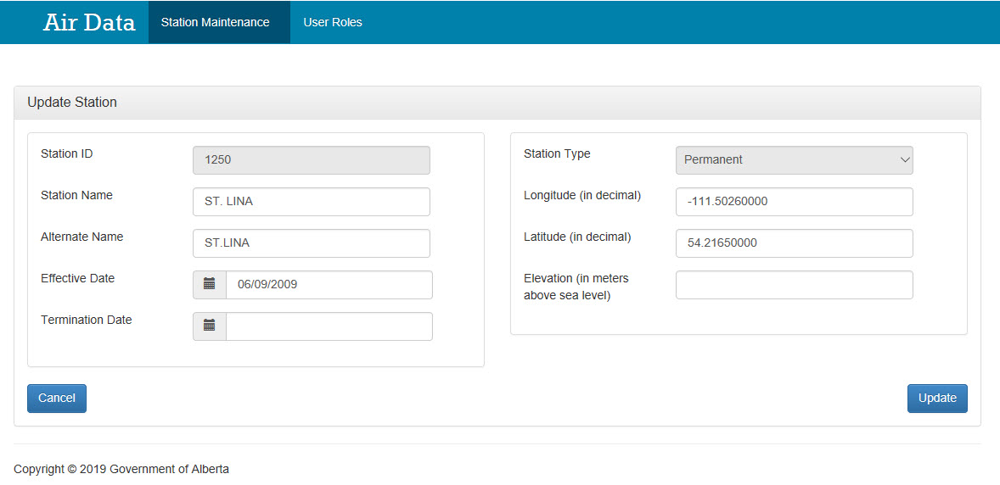 Air Data Station Maintenance User Roles
Update Station
Station ID 1250
Station Name ST. LINA
Alternate Name ST.LINA
Effective Date 06/09/2009
Termination Date
Station Type Permanent
Longitude (in decimal) -111.50260000
Latitude (in decimal) 54.21650000
Elevation (in meters
above sea level)
Cancel Update
Copyright © 2019 Government of Alberta